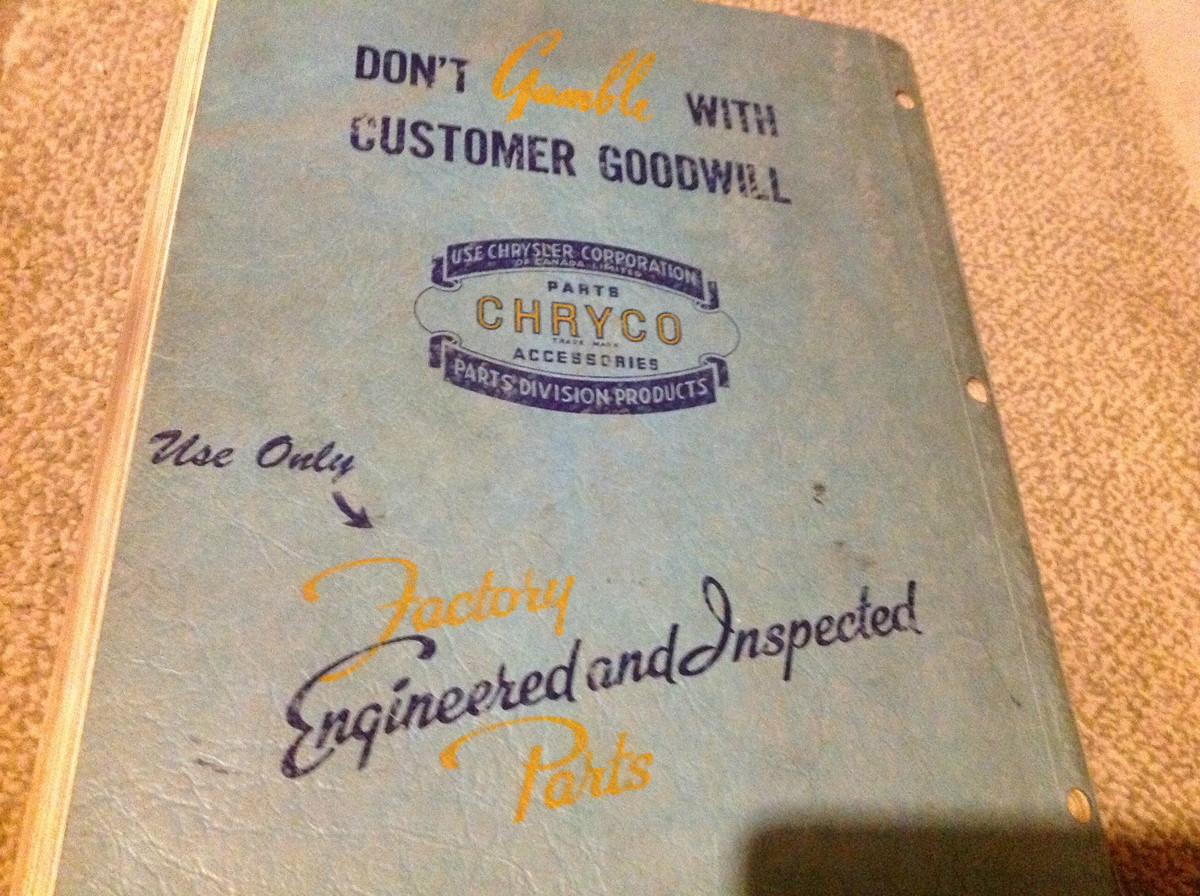 DON'T Gamble WITH
CUSTOMER GOODWILL
USE CHRYSLER CORPORATION
OF CANADA LIMITED
PARTS
CHRYCO
TRADE MARK
ACCESSORIES
PARTS DIVISION PRODUCTS
Use Only
Factory
Engineered and Inspected
Parts